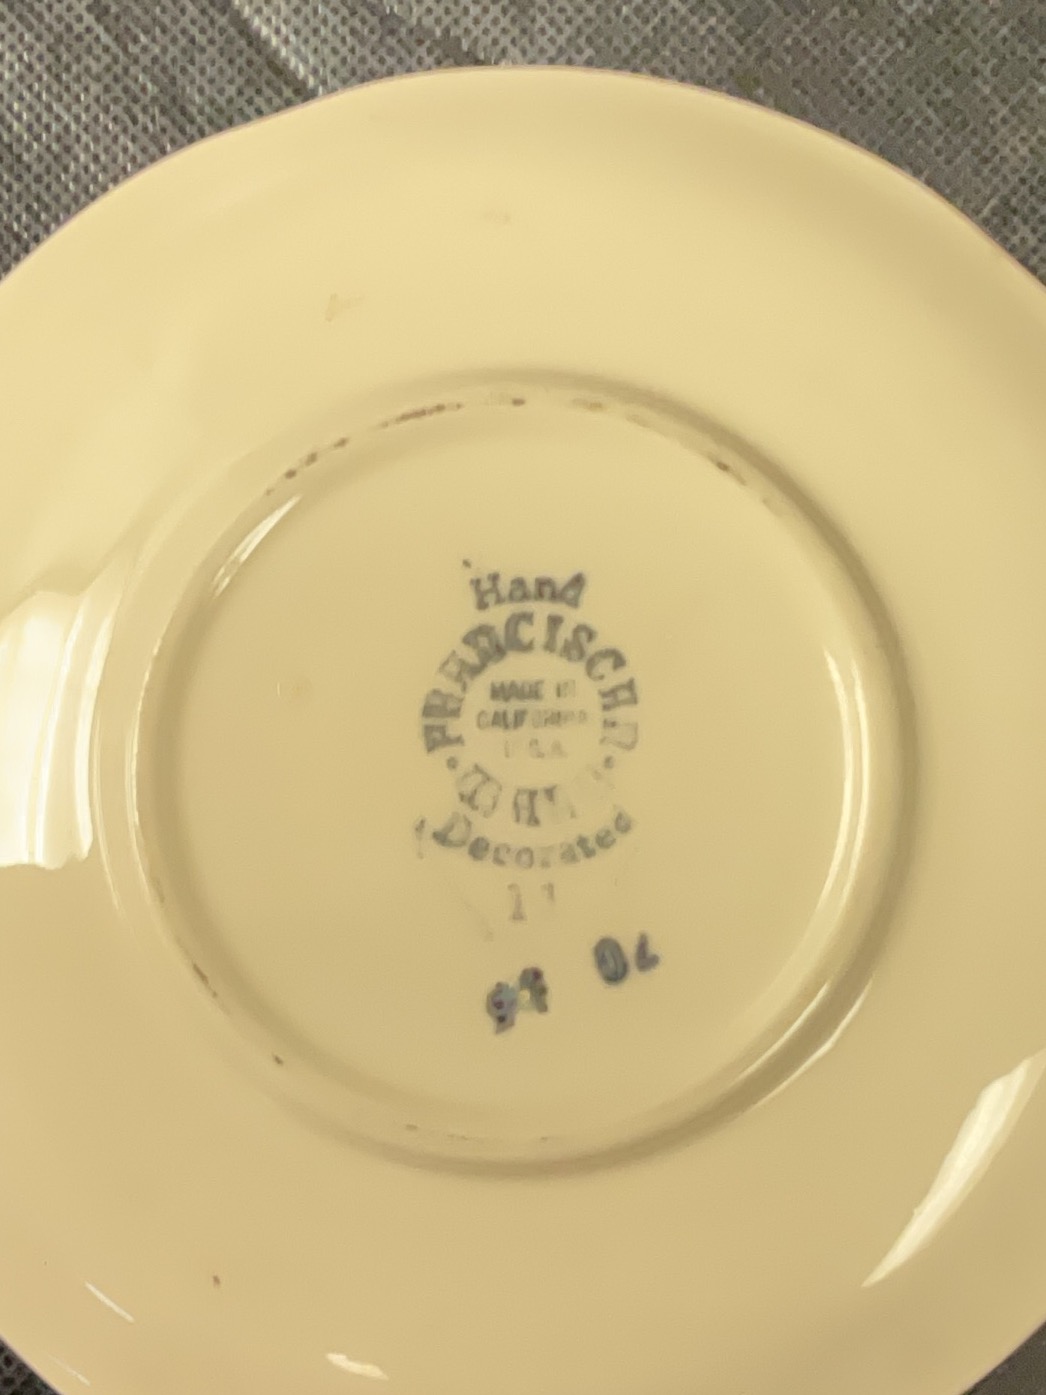 Hand
FRANCISCAN
MADE IN
CALIFORNIA
U.S.A.
WARE
Decorated
11